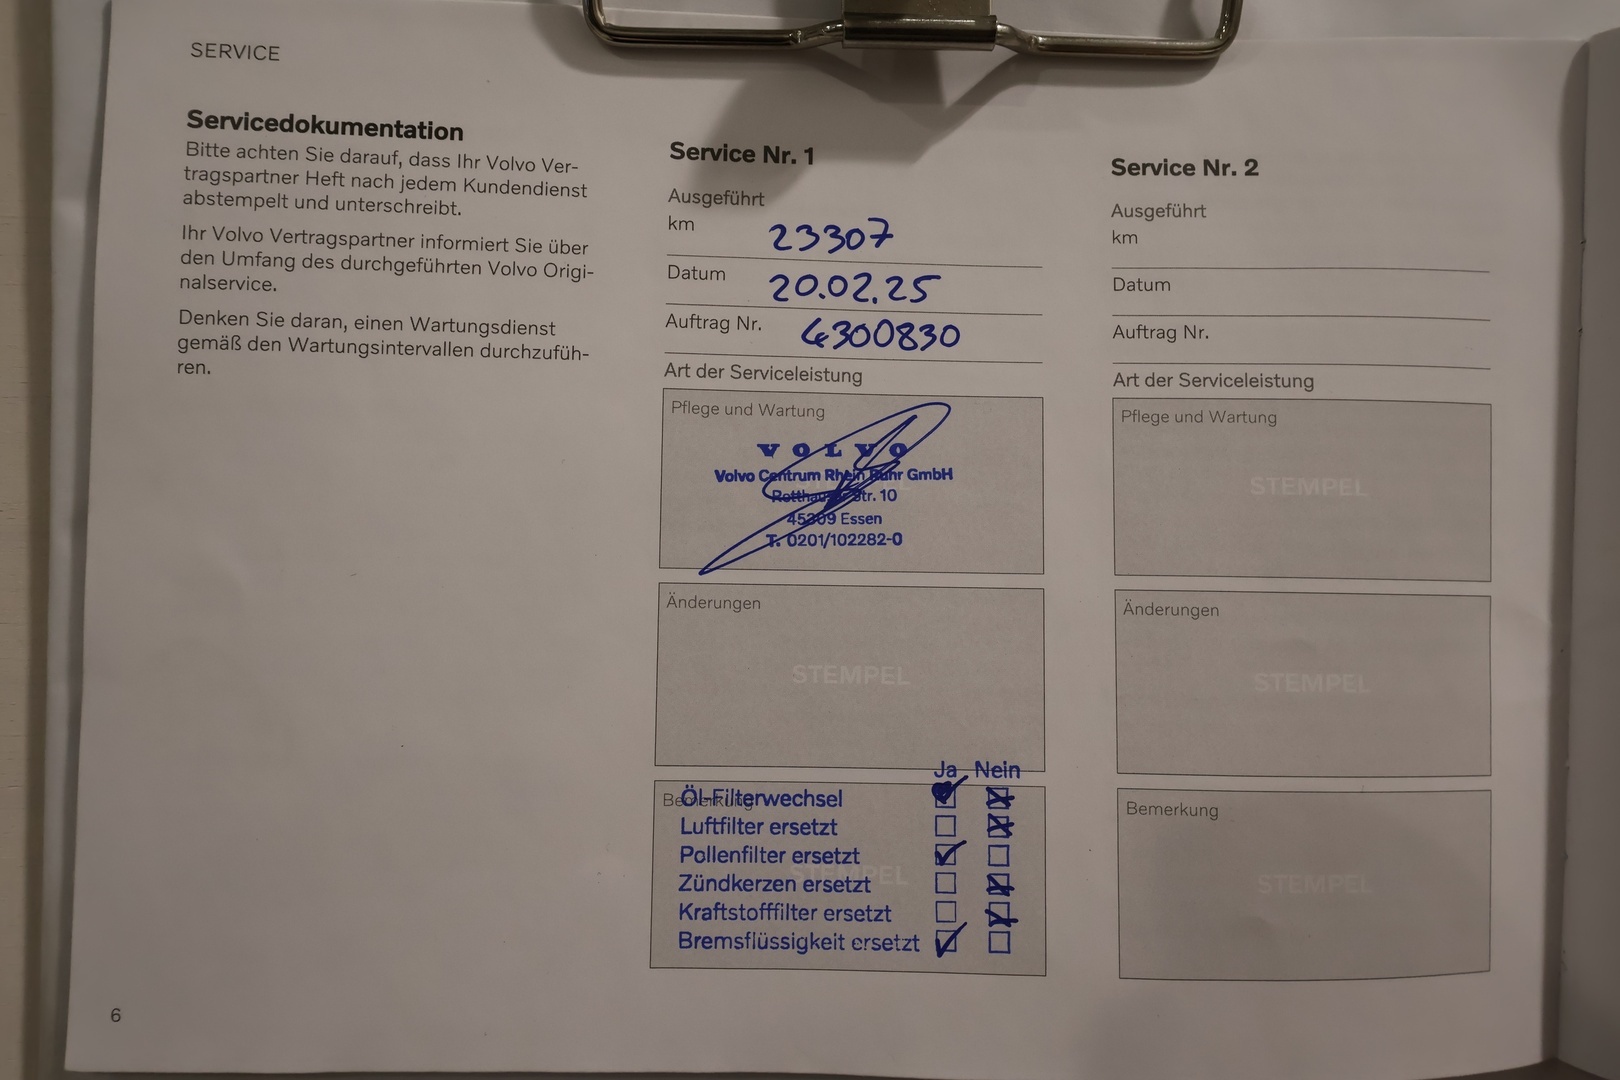 SERVICE
Servicedokumentation
Bitte achten Sie darauf, dass Ihr Volvo Ver-
tragspartner Heft nach jedem Kundendienst
abstempelt und unterschreibt.
Ihr Volvo Vertragspartner informiert Sie über
den Umfang des durchgeführten Volvo Origi-
nalservice.
Denken Sie daran, einen Wartungsdienst
gemäß den Wartungsintervallen durchzufüh-
ren.
6
Service Nr. 1
Ausgeführt
km 23307
Datum 20.02.25
Auftrag Nr. 4300830
Art der Serviceleistung
Pflege und Wartung
VOLVO
Volvo Centrum Rhein Ruhr GmbH
Str. 10
45309 Essen
T. 0201/102282-0
Änderungen
STEMPEL
Ja Nein
Bemerkung
Öl-Filterwechsel
Luftfilter ersetzt
Pollenfilter ersetzt
STEMPEL
Zündkerzen ersetzt
Kraftstofffilter ersetzt
Bremsflüssigkeit ersetzt
Service Nr. 2
Ausgeführt
km
Datum
Auftrag Nr.
Art der Serviceleistung
Pflege und Wartung
STEMPEL
Änderungen
STEMPEL
Bemerkung
STEMPEL